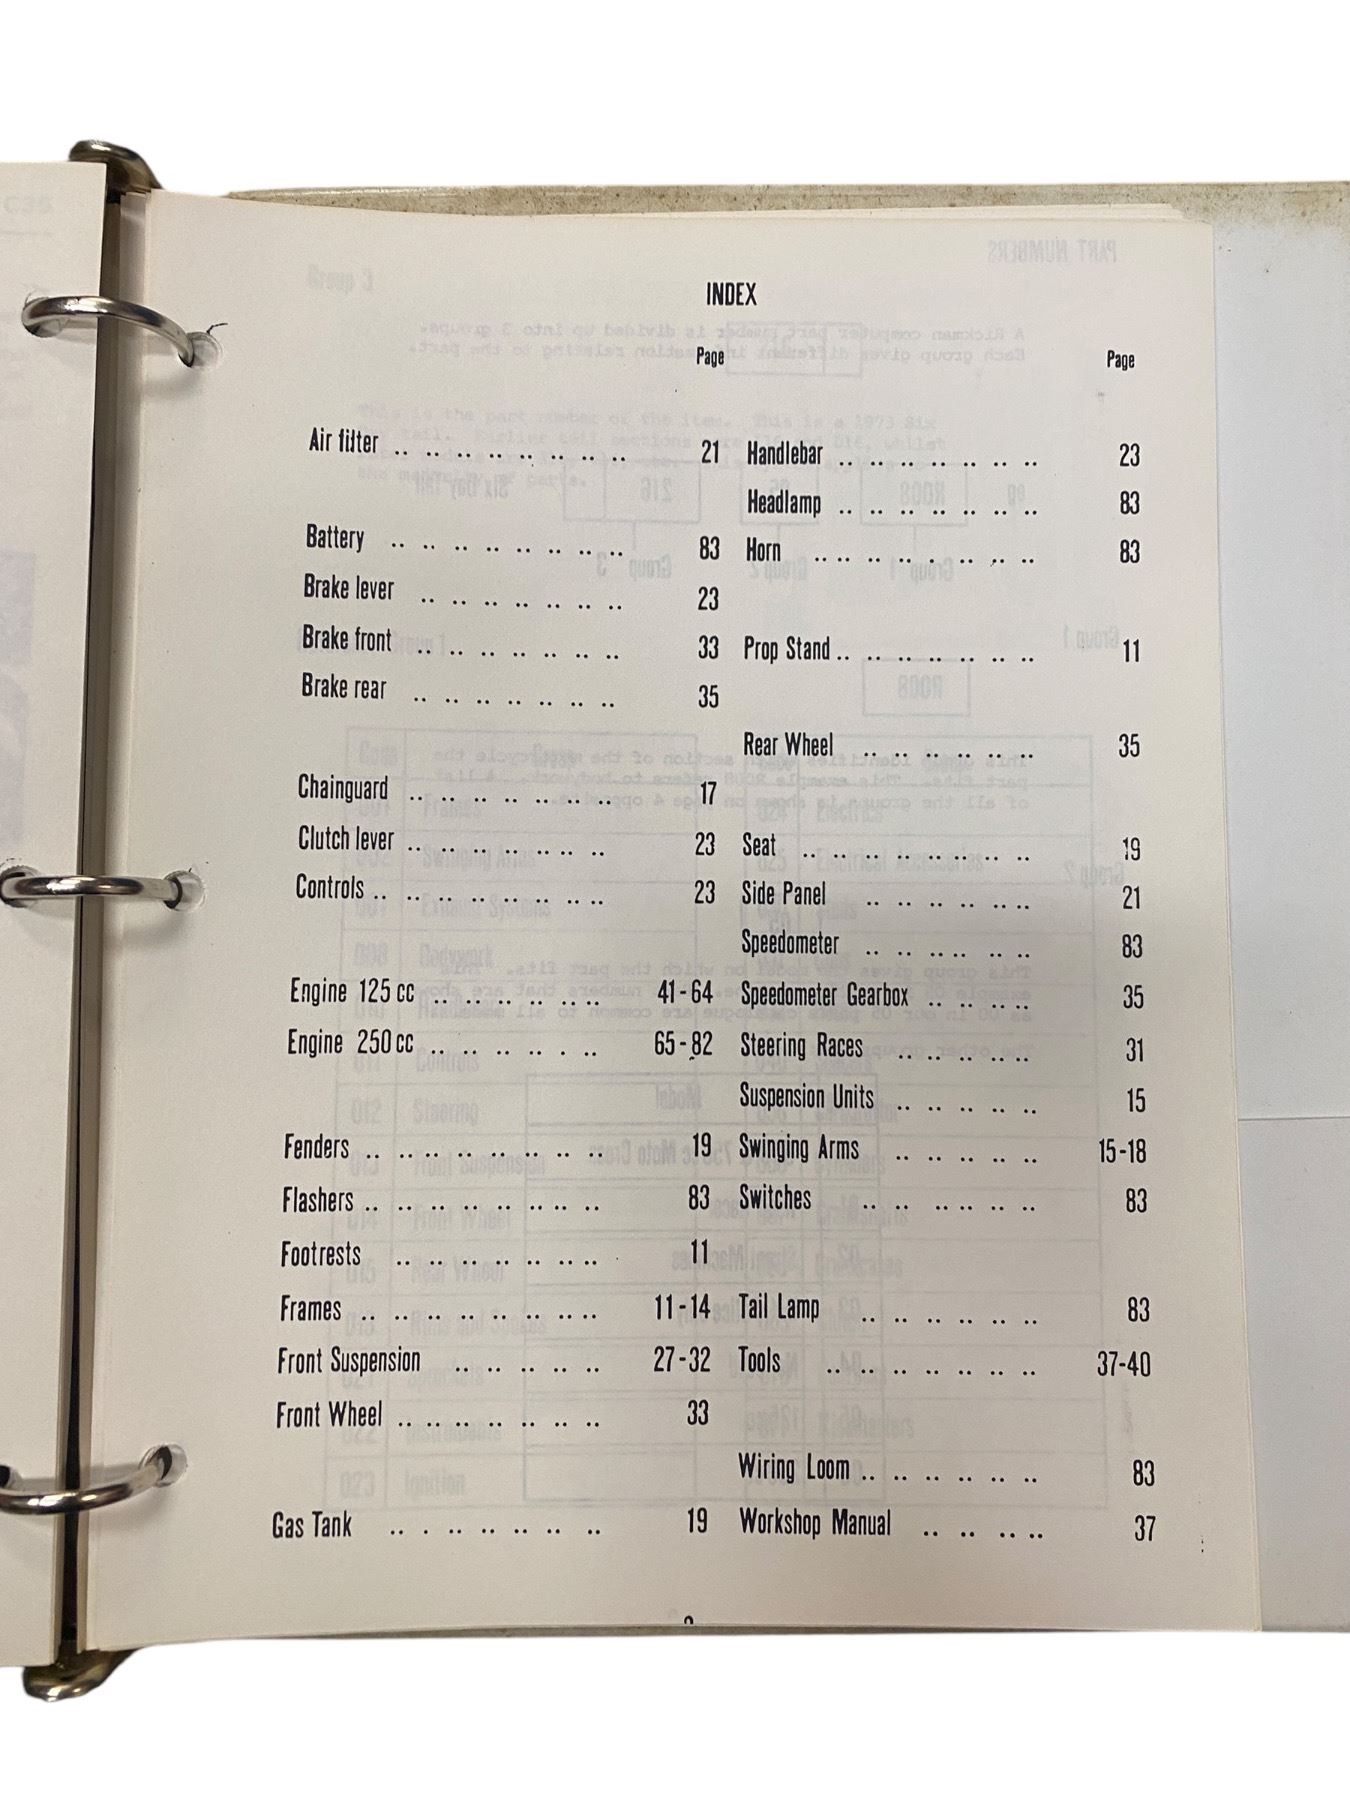 INDEX
Page
Air filter .. .. .. .. .. .. .. .. 21
Battery .. .. .. .. .. .. .. .. 83
Brake lever .. .. .. .. .. .. .. 23
Brake front .. .. .. .. .. .. .. 33
Brake rear .. .. .. .. .. .. .. 35
Chainguard .. .. .. .. .. .. .. 17
Clutch lever .. .. .. .. .. .. .. 23
Controls .. .. .. .. .. .. .. .. 23
Engine 125 cc .. .. .. .. .. .. 41-64
Engine 250 cc .. .. .. .. . .. 65-82
Fenders .. .. .. .. .. .. .. .. 19
Flashers .. .. .. .. .. .. .. .. 83
Footrests .. .. .. .. .. .. .. 11
Frames .. .. .. .. .. .. .. .. 11-14
Front Suspension .. .. .. .. .. 27-32
Front Wheel .. .. .. .. .. .. .. 33
Gas Tank .. . .. .. .. .. .. 19
Page
Handlebar .. .. .. .. .. .. .. 23
Headlamp .. .. .. .. .. .. .. 83
Horn .. .. .. .. . .. .. .. 83
Prop Stand .. .. .. .. .. .. .. 11
Rear Wheel .. .. .. .. .. .. 35
Seat .. .. .. .. .. .. .. .. 19
Side Panel .. .. .. .. .. .. 21
Speedometer .. .. .. .. .. .. 83
Speedometer Gearbox .. .. .. .. 35
Steering Races .. .. .. .. .. 31
Suspension Units .. .. .. .. .. 15
Swinging Arms .. .. .. .. .. 15-18
Switches .. .. .. .. .. .. 83
Tail Lamp .. .. .. .. .. .. 83
Tools .. .. .. .. .. .. .. 37-40
Wiring Loom .. .. .. .. .. .. 83
Workshop Manual .. .. .. .. 37